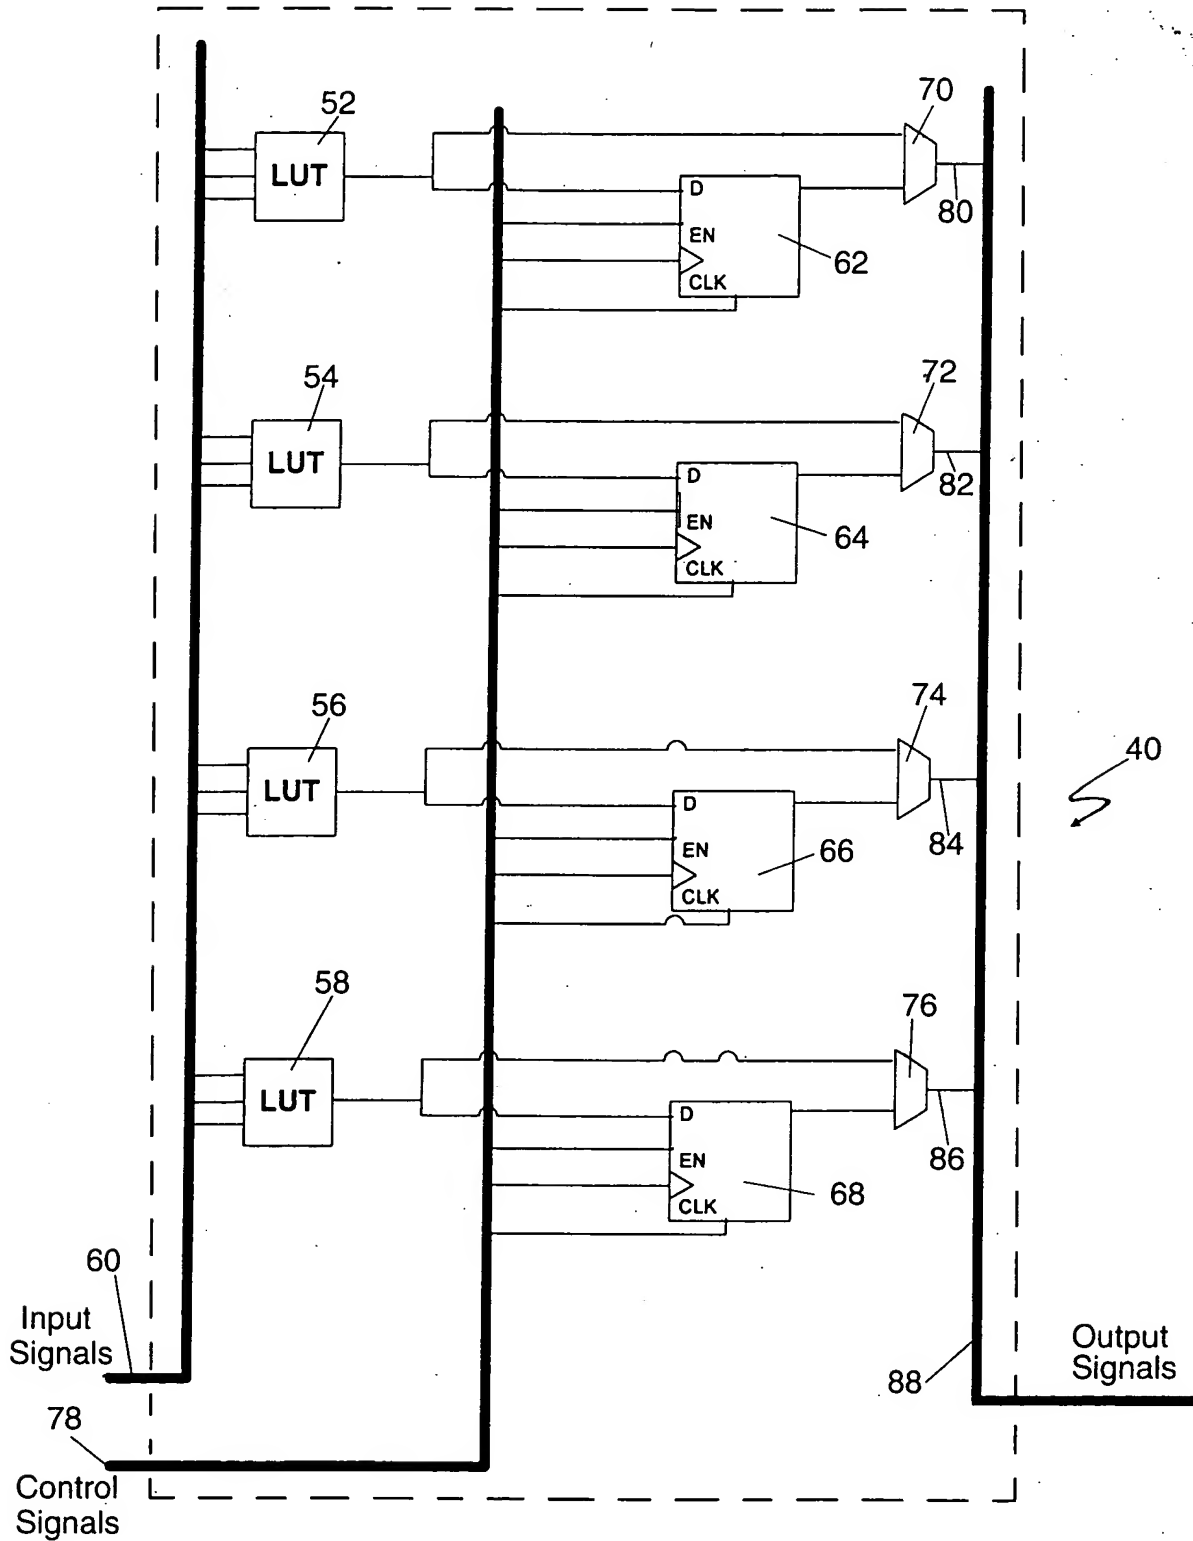 52
70
LUT
D
80
EN
62
CLK
54
72
LUT
D
82
EN
64
CLK
56
74
40
LUT
D
84
EN
66
CLK
58
76
LUT
D
86
EN
68
CLK
60
Input
Signals
Output
Signals
88
78
Control
Signals